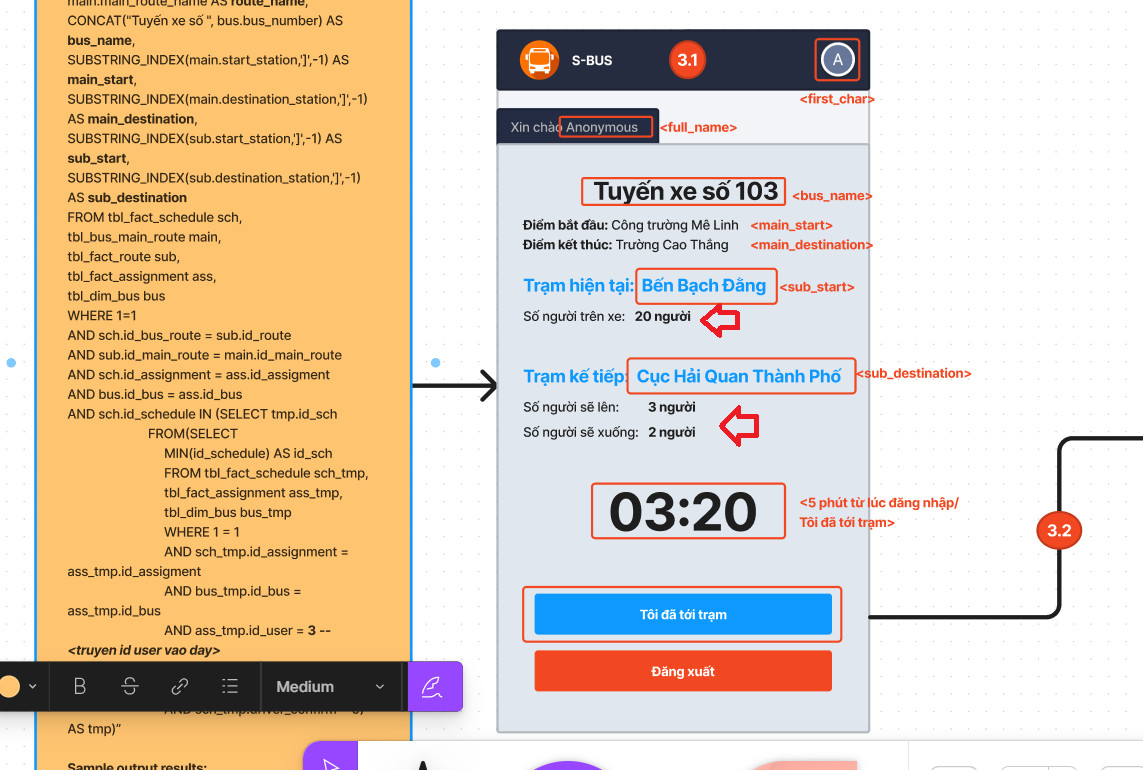 main.main_route_name AS route_name,
CONCAT("Tuyến xe số ", bus.bus_number) AS
bus_name,
SUBSTRING_INDEX(main.start_station,']',-1) AS
main_start,
SUBSTRING_INDEX(main.destination_station,']',-1)
AS main_destination,
SUBSTRING_INDEX(sub.start_station,']',-1) AS
sub_start,
SUBSTRING_INDEX(sub.destination_station,']',-1)
AS sub_destination
FROM tbl_fact_schedule sch,
tbl_bus_main_route main,
tbl_fact_route sub,
tbl_fact_assignment ass,
tbl_dim_bus bus
WHERE 1=1
AND sch.id_bus_route = sub.id_route
AND sub.id_main_route = main.id_main_route
AND sch.id_assignment = ass.id_assigment
AND bus.id_bus = ass.id_bus
AND sch.id_schedule IN (SELECT tmp.id_sch
FROM(SELECT
MIN(id_schedule) AS id_sch
FROM tbl_fact_schedule sch_tmp,
tbl_fact_assignment ass_tmp,
tbl_dim_bus bus_tmp
WHERE 1 = 1
AND sch_tmp.id_assignment =
ass_tmp.id_assigment
AND bus_tmp.id_bus =
ass_tmp.id_bus
AND ass_tmp.id_user = 3 --
<truyen id user vao day>
AS tmp)”
Sample output results:
B
S
Medium
S-BUS
3.1
A
<first_char>
Xin chào Anonymous
<full_name>
Tuyến xe số 103
<bus_name>
Điểm bắt đầu: Công trường Mê Linh
<main_start>
Điểm kết thúc: Trường Cao Thắng
<main_destination>
Trạm hiện tại: Bến Bạch Đằng
<sub_start>
Số người trên xe: 20 người
Trạm kế tiếp: Cục Hải Quan Thành Phố
<sub_destination>
Số người sẽ lên: 3 người
Số người sẽ xuống: 2 người
03:20
<5 phút từ lúc đăng nhập/
Tôi đã tới trạm>
3.2
Tôi đã tới trạm
Đăng xuất